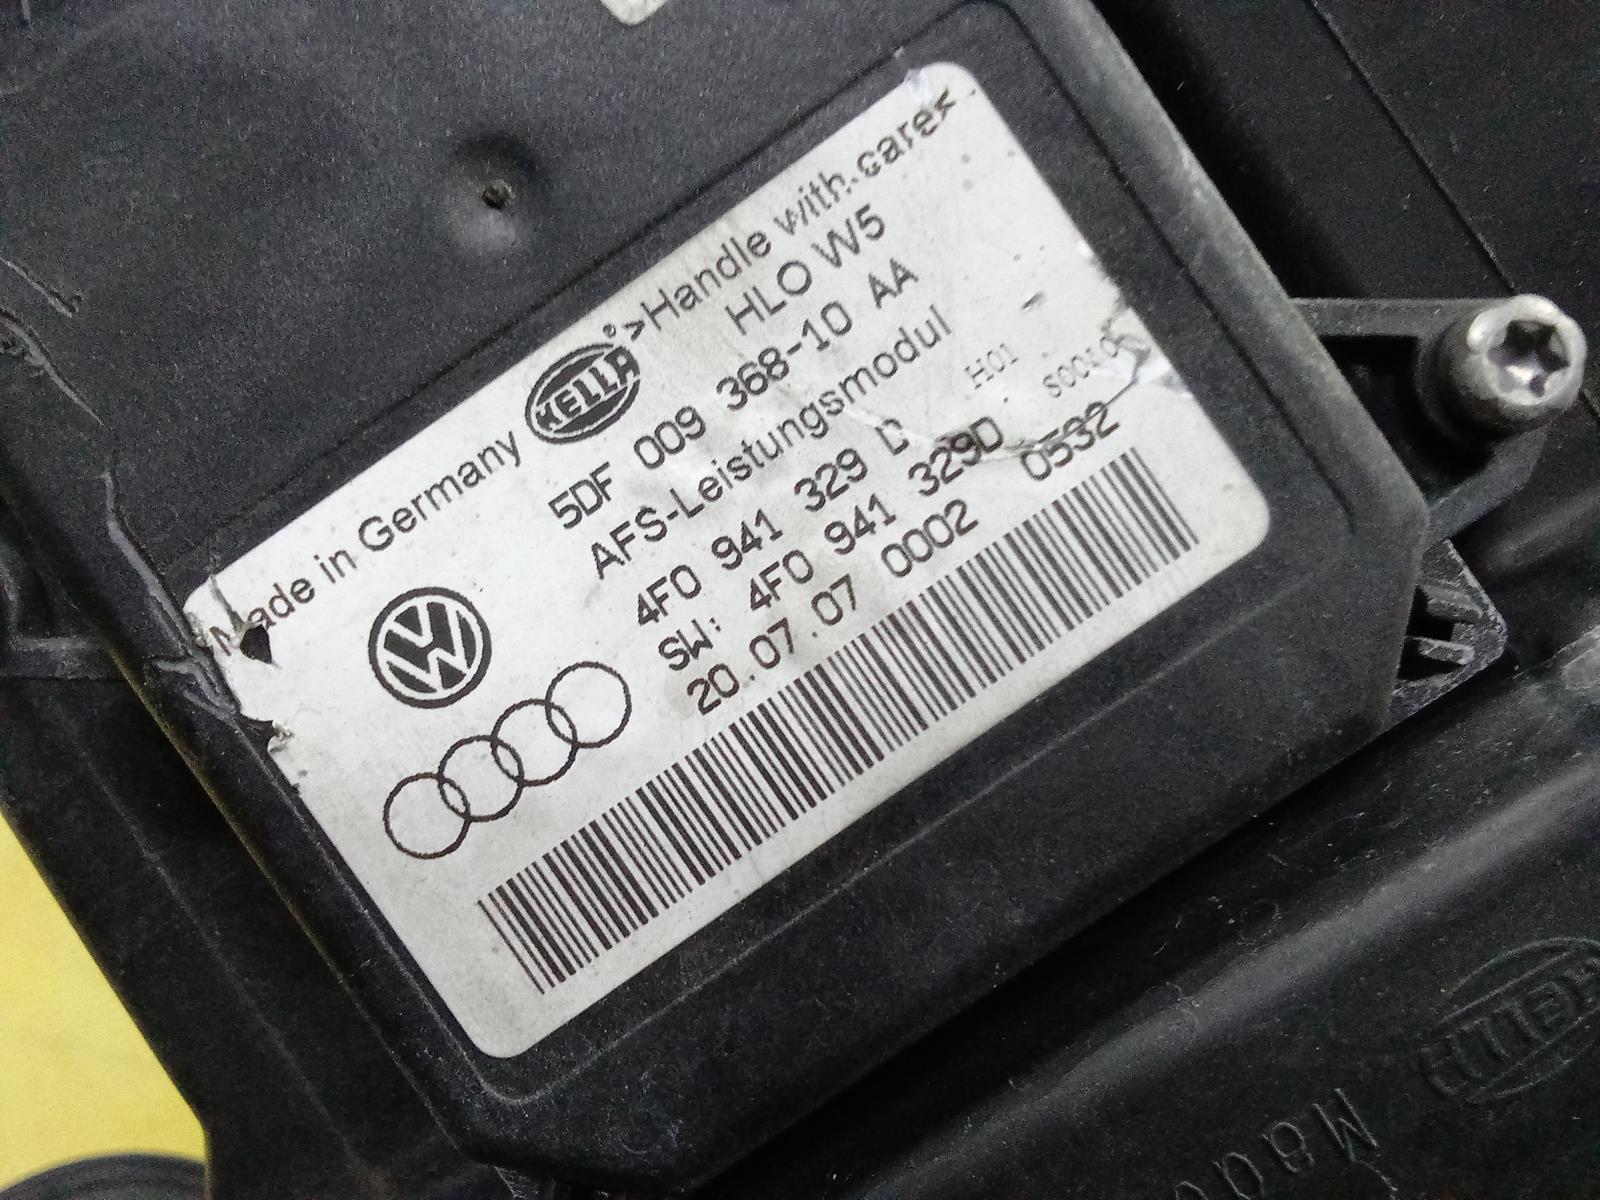 Made in Germany HELLA >Handle with care<
HLO W5
5DF 009 368-10 AA
AFS-Leistungsmodul
4F0 941 329 D H01
SW: 4F0 941 329D
20.07.07 0002 0532
HELLA
Made